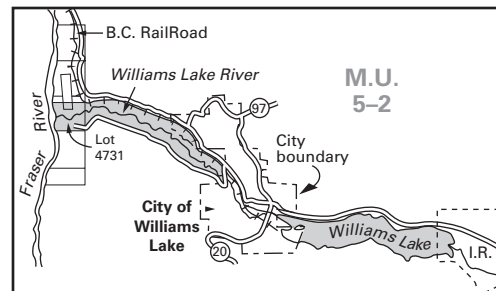 B.C. RailRoad
Williams Lake River
M.U.
5–2
97
River
Fraser
Lot
4731
City
boundary
City of
Williams
Lake
20
Williams Lake
I.R.